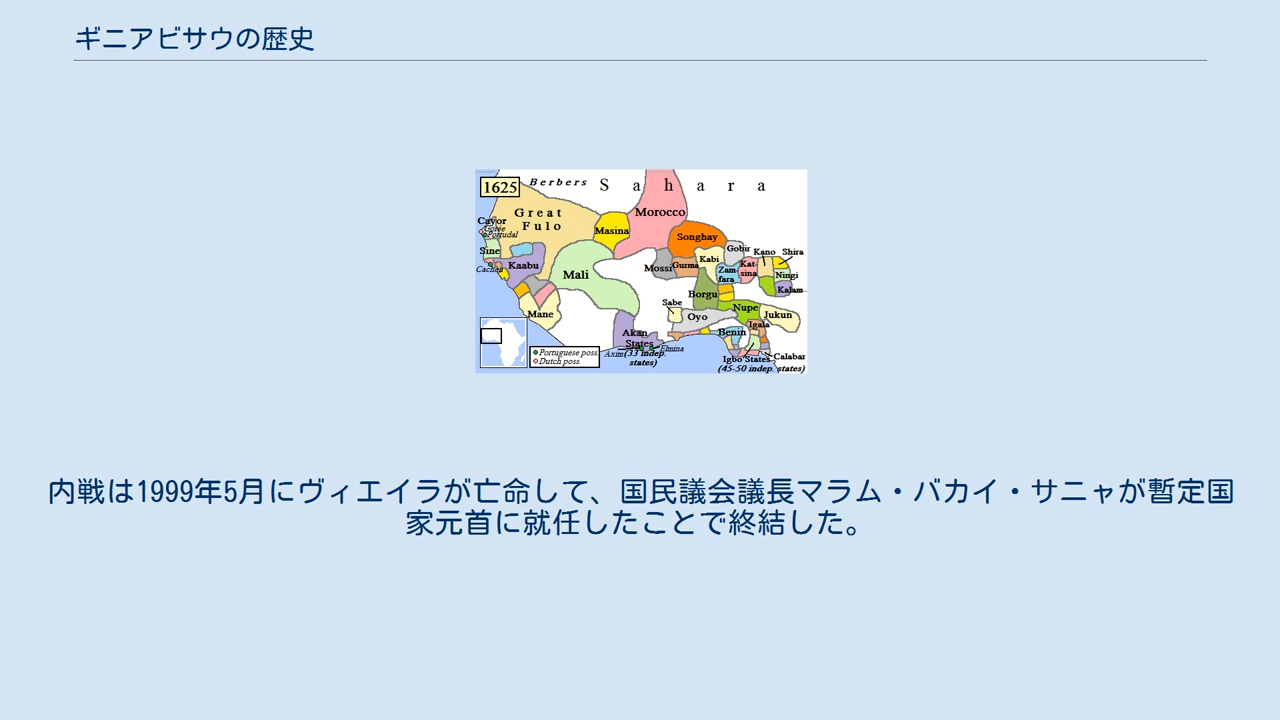 ギニアビサウの歴史
1625
Berbers
Sahara
Great
Fulo
Morocco
Masina
Cayor
Gorée
Portudal
Songhay
Sine
Gobir
Kano
Shira
Cacheu
Kaabu
Mali
Mossi
Gurma
Kabi
Zam-
fara
Kat-
sina
Ningi
Kalam
Borgu
Sabe
Nupe
Mane
Oyo
Jukun
Akan
States
(33 indep.
states)
Benin
Igala
Axim
Elmina
Portuguese poss.
Dutch poss.
Igbo States
(45-50 indep. states)
Calabar
内戦は1999年5月にヴィエイラが亡命して、国民議会議長マラム・バカイ・サニャが暫定国
家元首に就任したことで終結した。